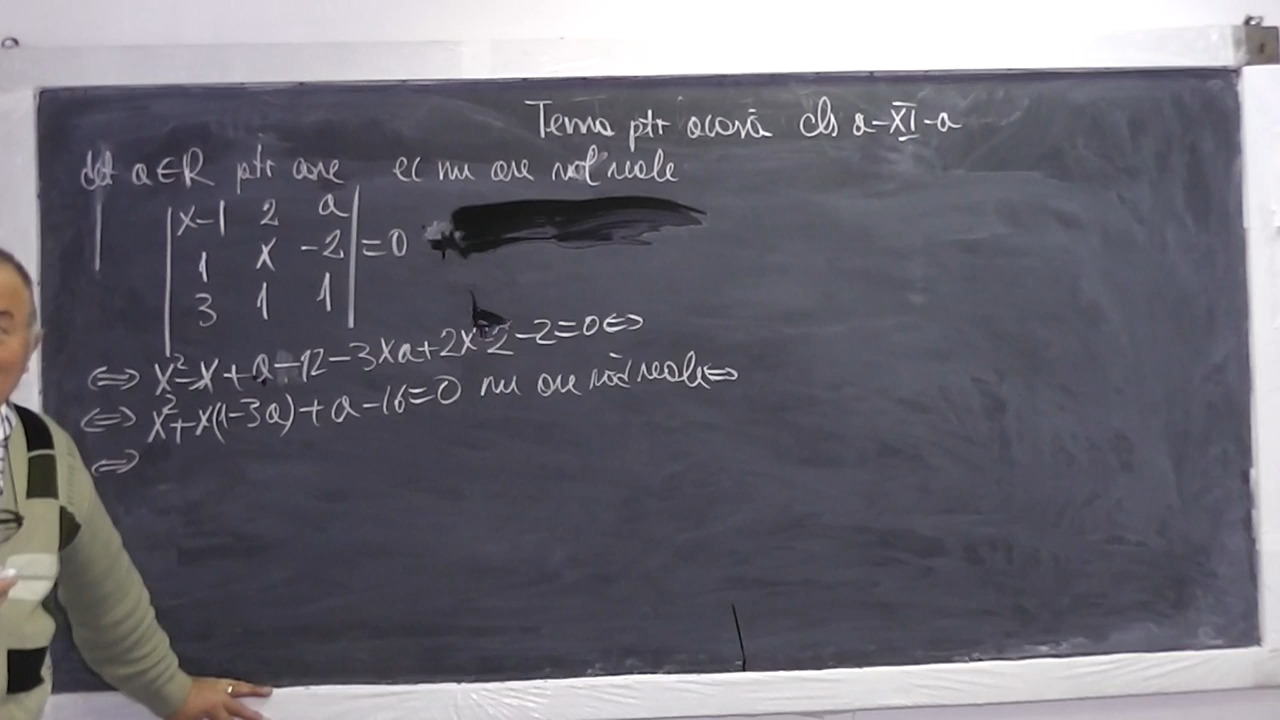 Tema ptr acasă cls a-XI-a
det a∈R ptr care ec nu are răd reale
|x-1 2 a|
|1 x -2| =0
|3 1 1|
⇔ x²-x+a-12-3xa+2x-2-2=0⇔
⇔ x²+x(1-3a)+a-16=0 nu are răd reale⇔
⇔